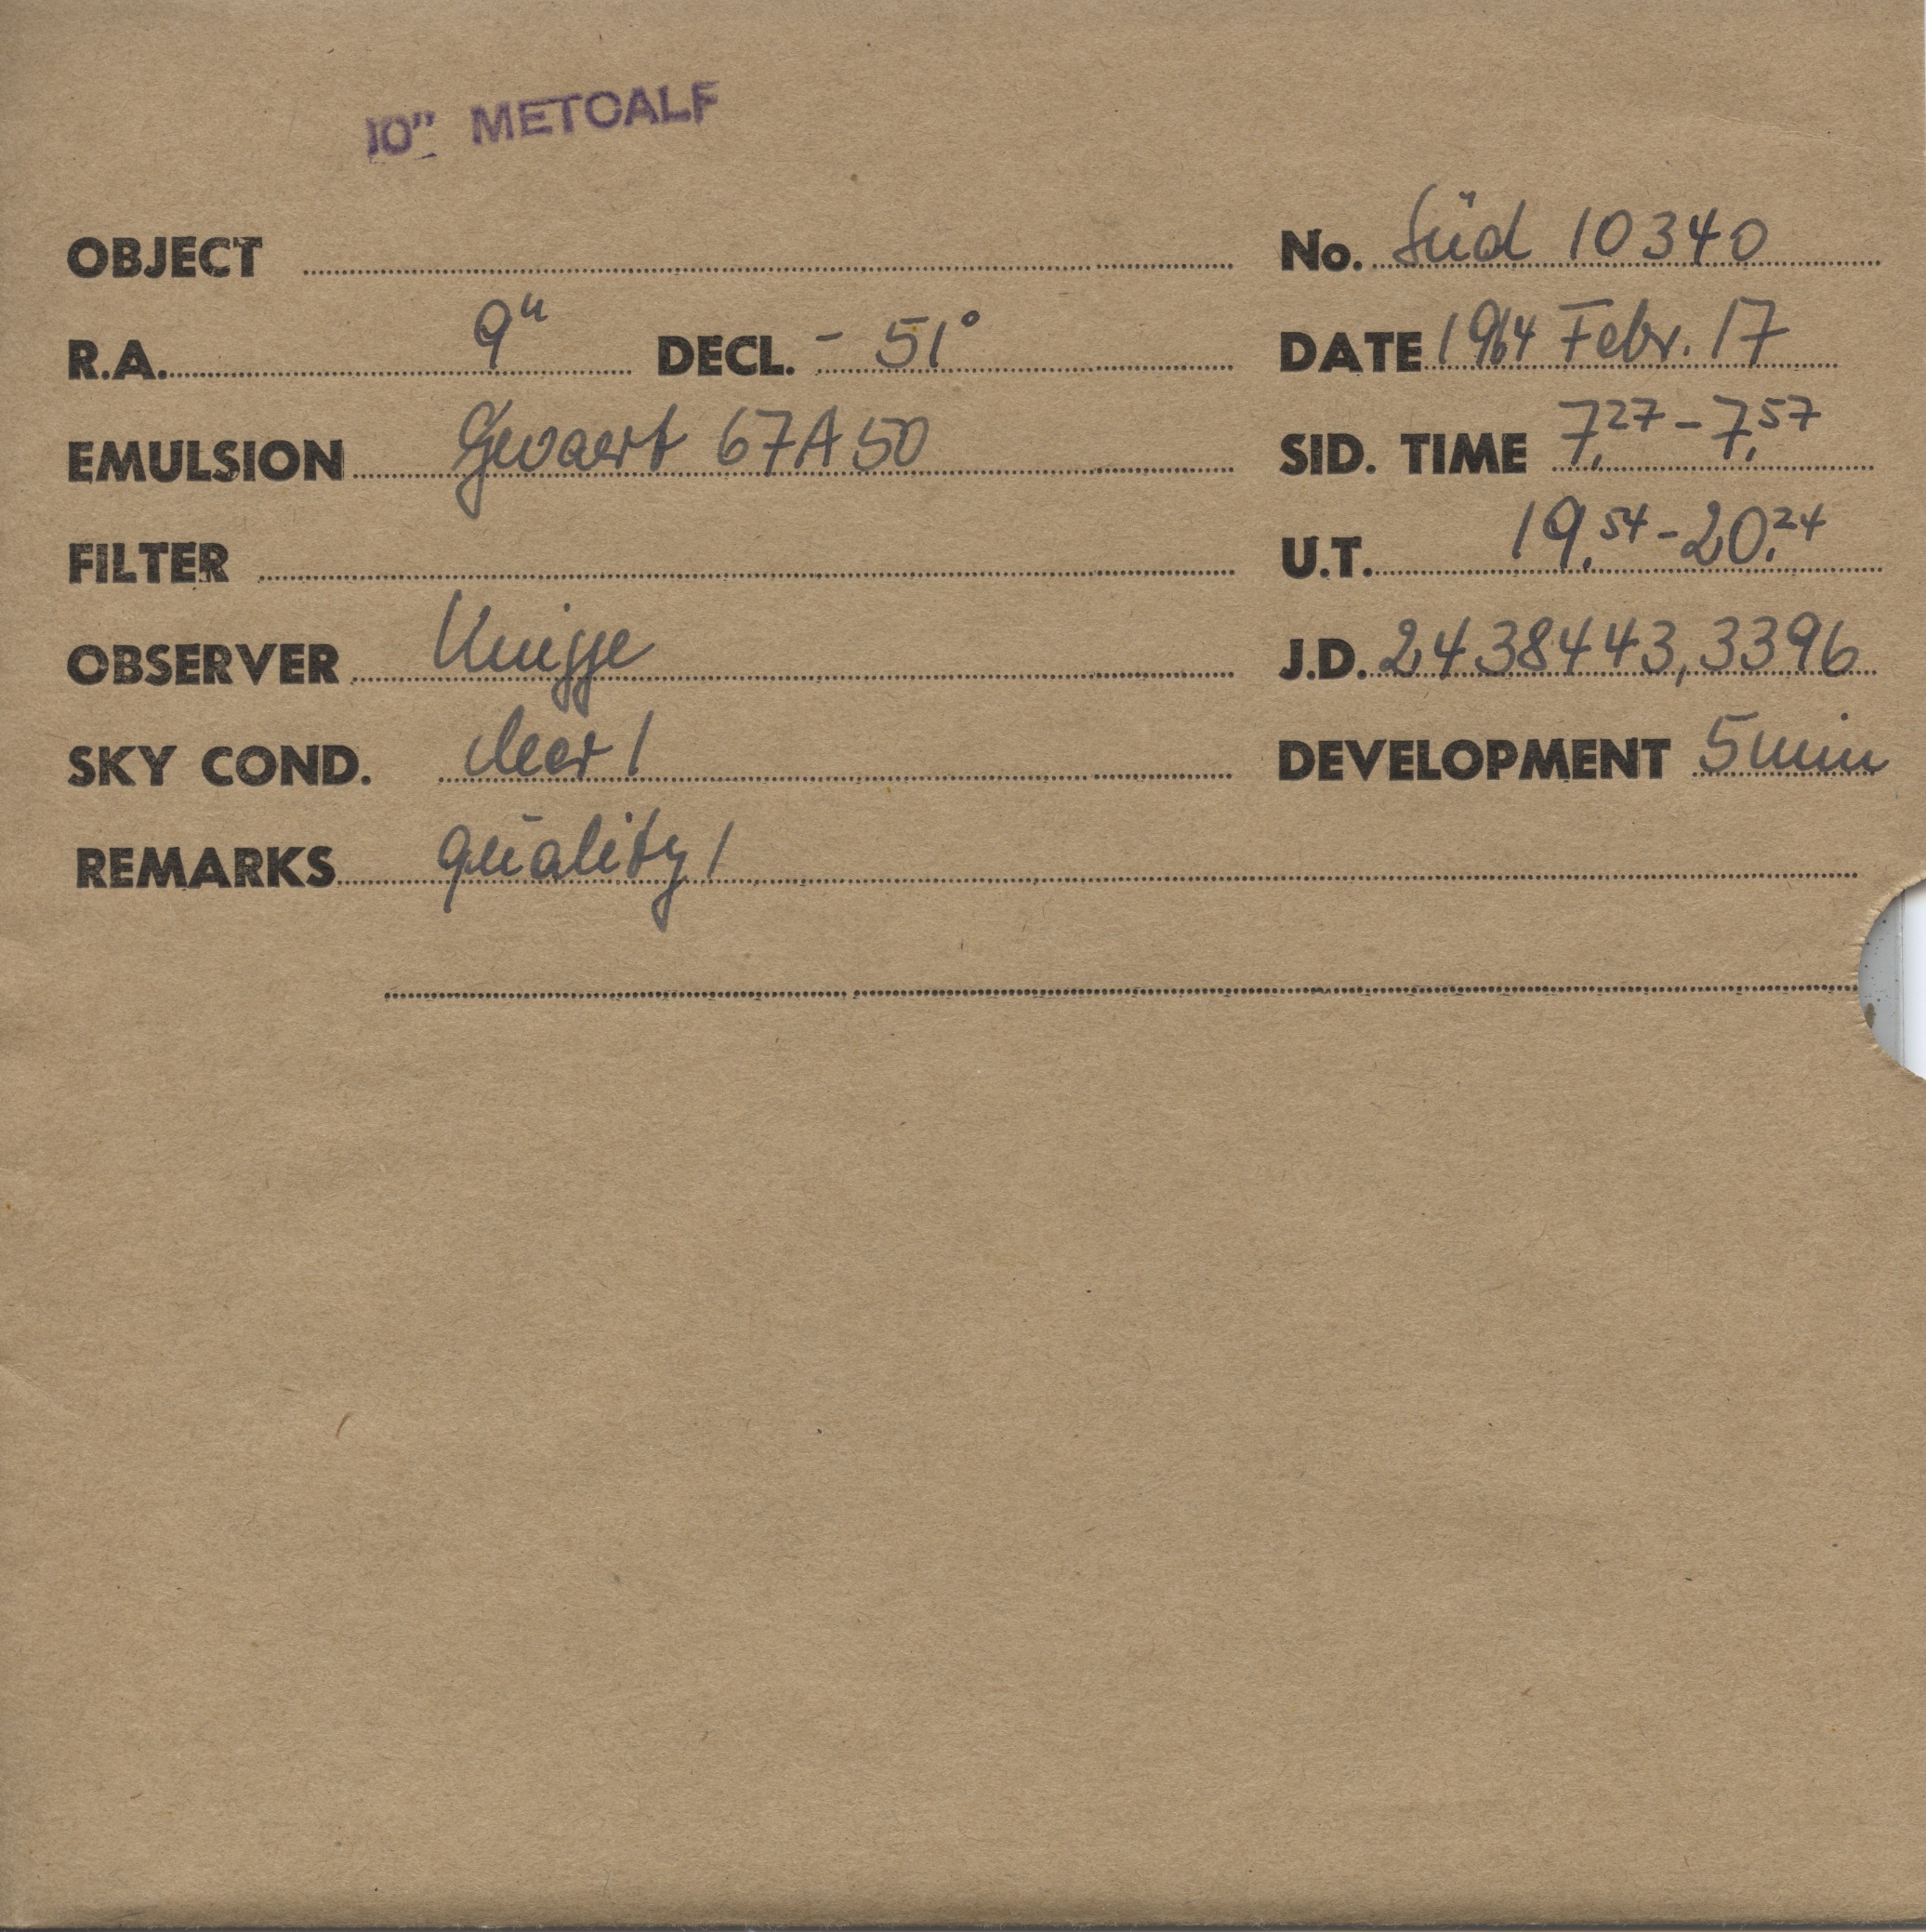 10" METCALF
OBJECT No. Süd 10340
R.A. 9h DECL. - 51° DATE 1964 Febr. 17
EMULSION Gevaert 67A50 SID. TIME 7,27 - 7,57
FILTER U.T. 19,54 - 20,24
OBSERVER Knigge J.D. 2438443,3396
SKY COND. clear 1 DEVELOPMENT 5 min
REMARKS quality 1